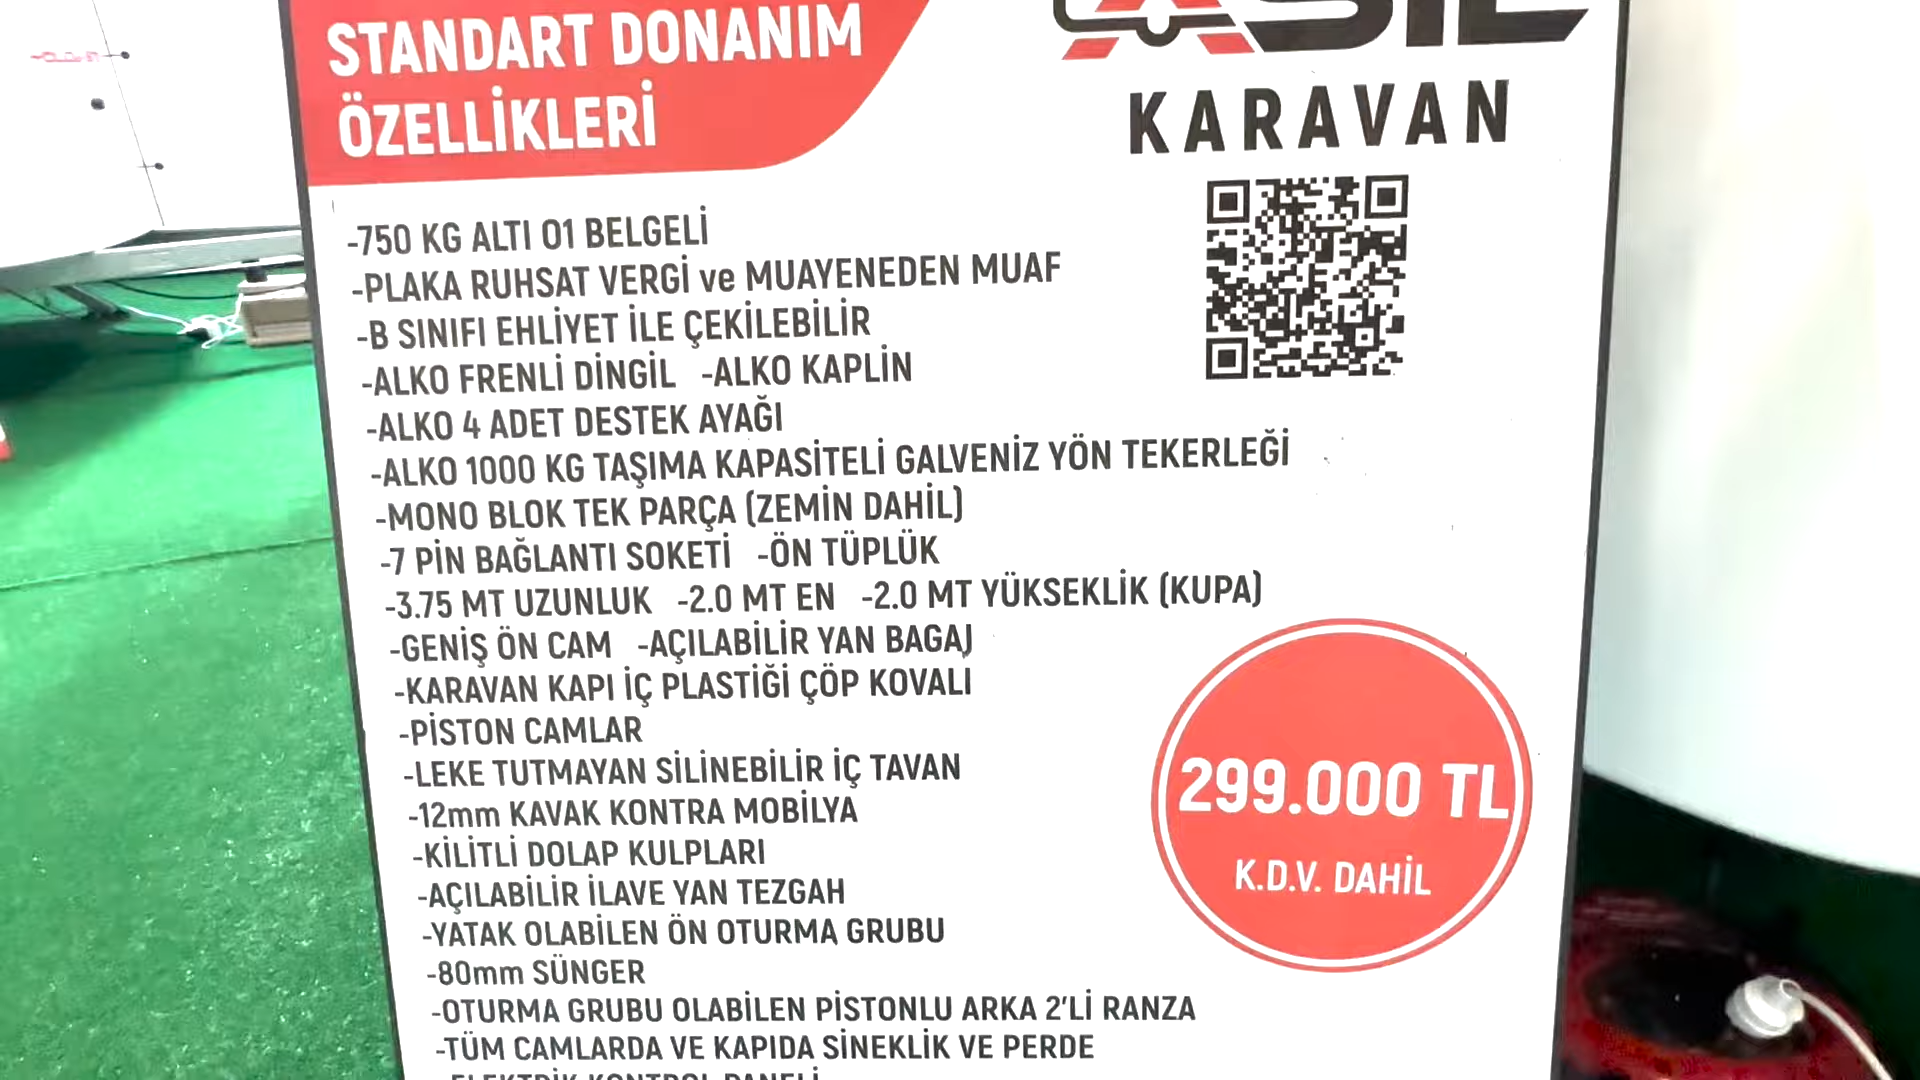 STANDART DONANIM
ÖZELLİKLERİ
ASİL
KARAVAN
-750 KG ALTI O1 BELGELİ
-PLAKA RUHSAT VERGİ ve MUAYENEDEN MUAF
-B SINIFI EHLİYET İLE ÇEKİLEBİLİR
-ALKO FRENLİ DİNGİL -ALKO KAPLİN
-ALKO 4 ADET DESTEK AYAĞI
-ALKO 1000 KG TAŞIMA KAPASİTELİ GALVENİZ YÖN TEKERLEĞİ
-MONO BLOK TEK PARÇA (ZEMİN DAHİL)
-7 PİN BAĞLANTI SOKETİ -ÖN TÜPLÜK
-3.75 MT UZUNLUK -2.0 MT EN -2.0 MT YÜKSEKLİK (KUPA)
-GENİŞ ÖN CAM -AÇILABİLİR YAN BAGAJ
-KARAVAN KAPI İÇ PLASTİĞİ ÇÖP KOVALI
-PİSTON CAMLAR
-LEKE TUTMAYAN SİLİNEBİLİR İÇ TAVAN
-12mm KAVAK KONTRA MOBİLYA
-KİLİTLİ DOLAP KULPLARI
-AÇILABİLİR İLAVE YAN TEZGAH
-YATAK OLABİLEN ÖN OTURMA GRUBU
-80mm SÜNGER
-OTURMA GRUBU OLABİLEN PİSTONLU ARKA 2'Lİ RANZA
-TÜM CAMLARDA VE KAPIDA SİNEKLİK VE PERDE
-ELEKTRİK KONTROL PANELİ
299.000 TL
K.D.V. DAHİL